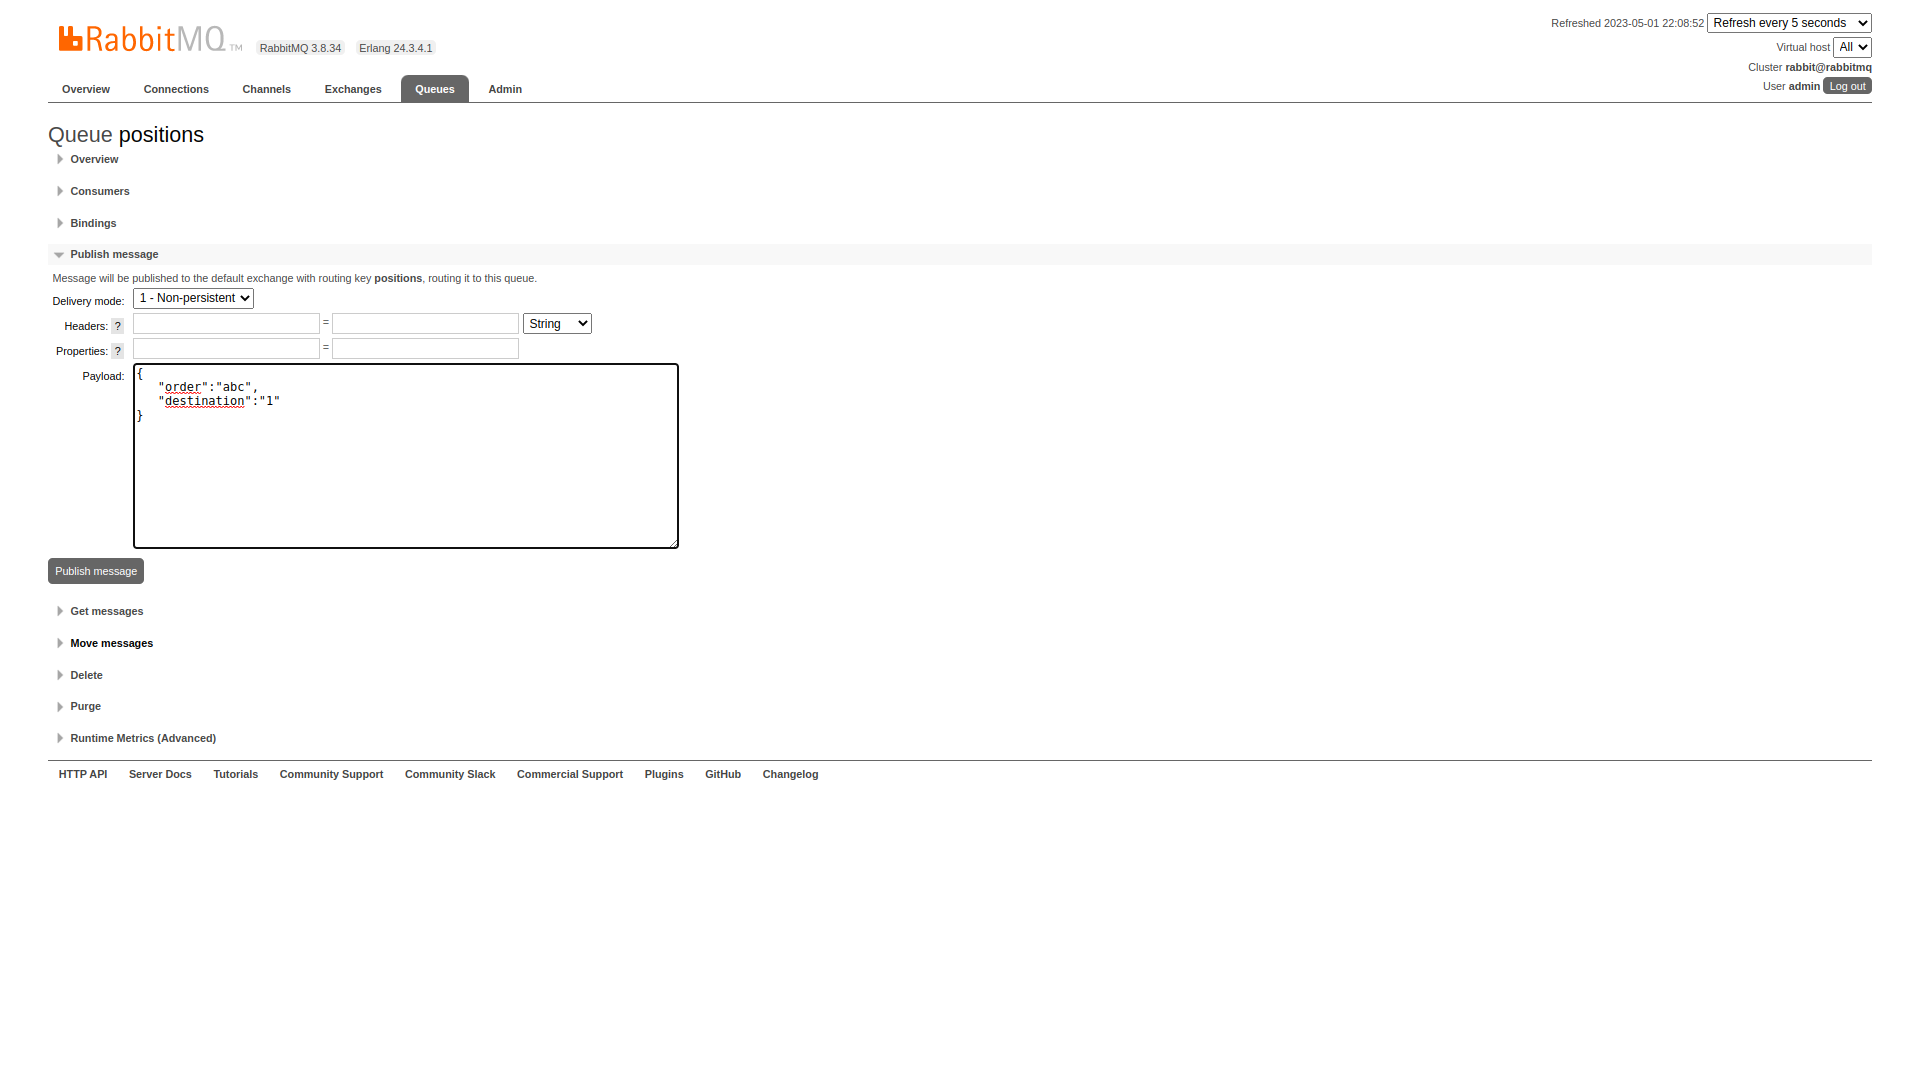 RabbitMQ TM RabbitMQ 3.8.34 Erlang 24.3.4.1
Refreshed 2023-05-01 22:08:52 Refresh every 5 seconds
Virtual host All
Cluster rabbit@rabbitmq
User admin Log out
Overview Connections Channels Exchanges Queues Admin
Queue positions
Overview
Consumers
Bindings
Publish message
Message will be published to the default exchange with routing key positions, routing it to this queue.
Delivery mode: 1 - Non-persistent
Headers: ? = String
Properties: ? =
Payload: {
"order":"abc",
"destination":"1"
}
Publish message
Get messages
Move messages
Delete
Purge
Runtime Metrics (Advanced)
HTTP API Server Docs Tutorials Community Support Community Slack Commercial Support Plugins GitHub Changelog